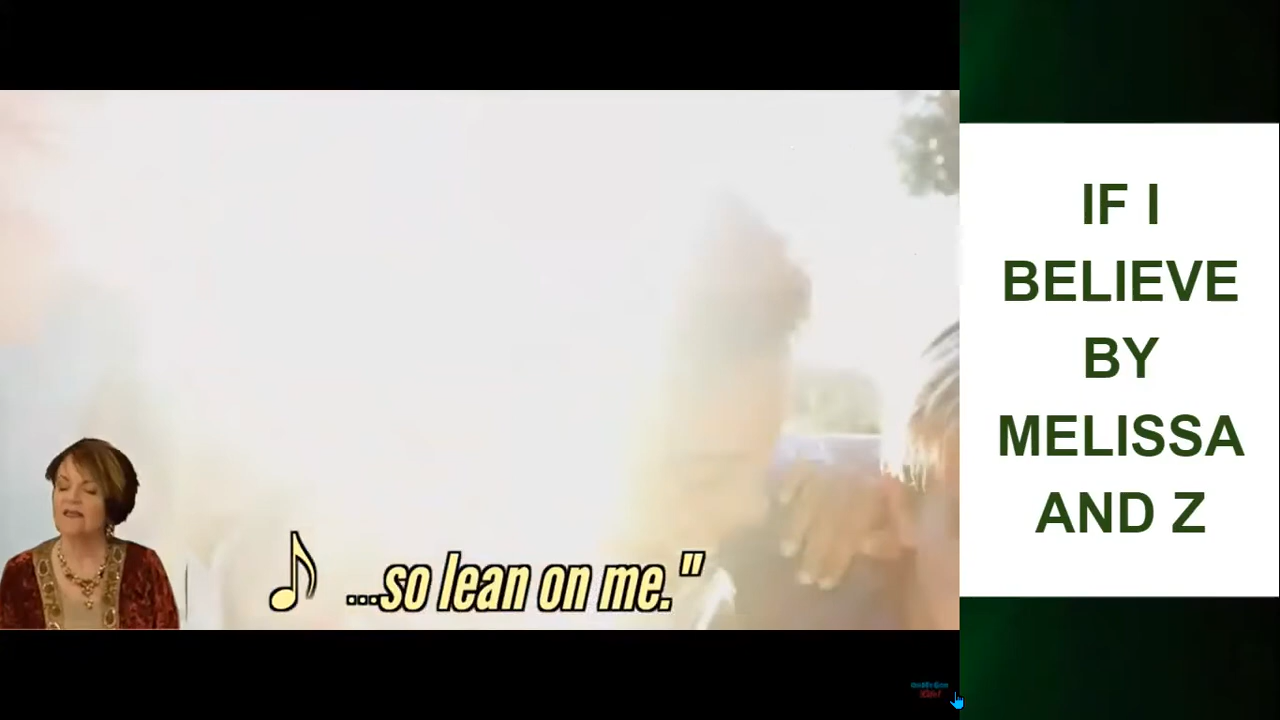 ♪ ...so lean on me."
IF I
BELIEVE
BY
MELISSA
AND Z